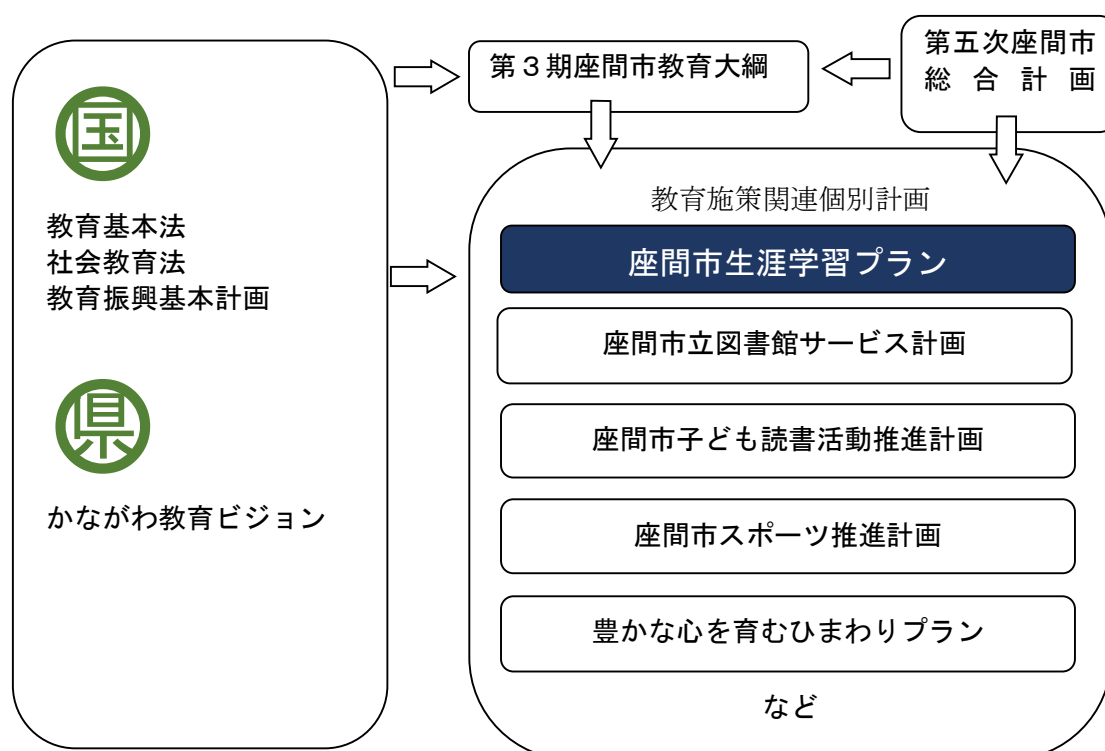 国
教育基本法
社会教育法
教育振興基本計画
県
かながわ教育ビジョン
第３期座間市教育大綱
第五次座間市
総合計画
教育施策関連個別計画
座間市生涯学習プラン
座間市立図書館サービス計画
座間市子ども読書活動推進計画
座間市スポーツ推進計画
豊かな心を育むひまわりプラン
など